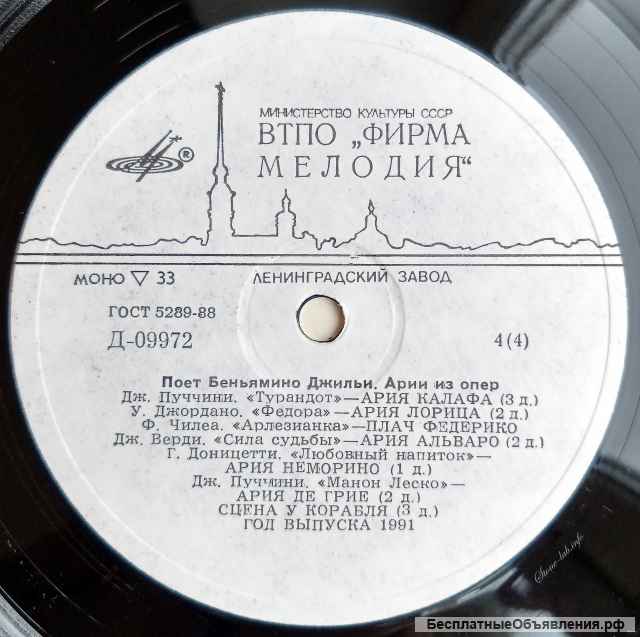 МИНИСТЕРСТВО КУЛЬТУРЫ СССР
ВТПО „ФИРМА
МЕЛОДИЯ“
®
МОНО ▽ 33 ЛЕНИНГРАДСКИЙ ЗАВОД
ГОСТ 5289-88
Д-09972 4(4)
Поет Беньямино Джильи. Арии из опер
Дж. Пуччини. «Турандот»—АРИЯ КАЛАФА (3 д.)
У. Джордано. «Федора»—АРИЯ ЛОРИЦА (2 д.)
Ф. Чилеа. «Арлезианка»—ПЛАЧ ФЕДЕРИКО
Дж. Верди. «Сила судьбы»—АРИЯ АЛЬВАРО (2 д.)
Г. Доницетти. «Любовный напиток»—
АРИЯ НЕМОРИНО (1 д.)
Дж. Пуччини. «Манон Леско»—
АРИЯ ДЕ ГРИЕ (2 д.)
СЦЕНА У КОРАБЛЯ (3 д.)
ГОД ВЫПУСКА 1991
Stone-lab.info
БесплатныеОбъявления.рф